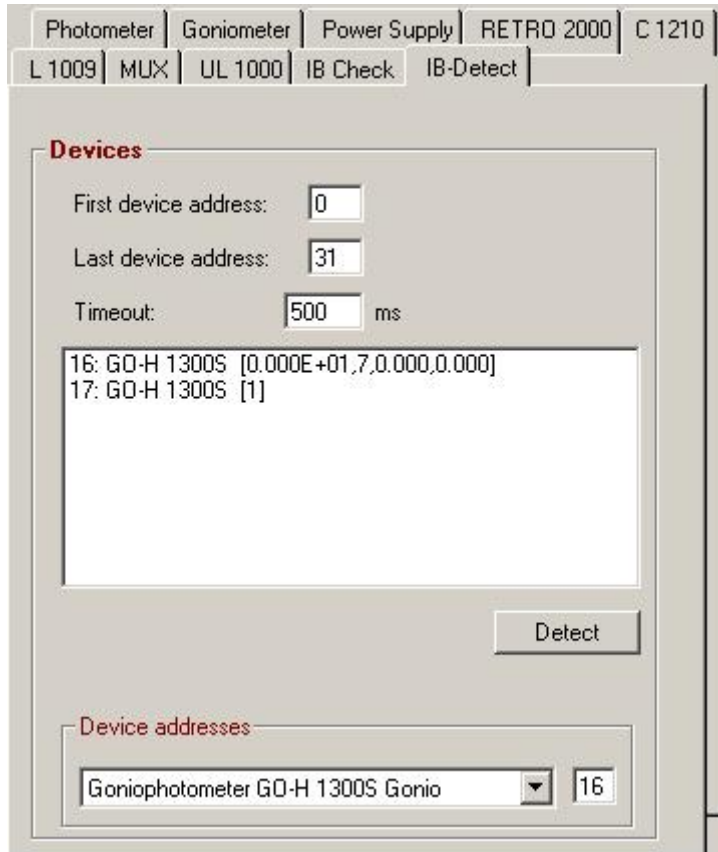 Photometer Goniometer Power Supply RETRO 2000 C 1210
L 1009 MUX UL 1000 IB Check IB-Detect
Devices
First device address: 0
Last device address: 31
Timeout: 500 ms
16: GO-H 1300S [0.000E+01,7,0.000,0.000]
17: GO-H 1300S [1]
Detect
Device addresses
Goniophotometer GO-H 1300S Gonio 16